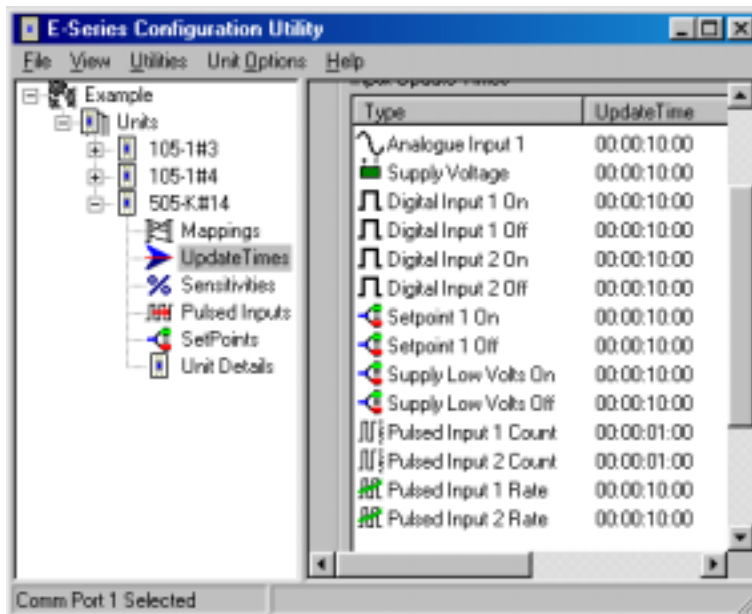 E-Series Configuration Utility
File View Utilities Unit Options Help
Example
Units
105-1#3
105-1#4
505-K#14
Mappings
UpdateTimes
Sensitivities
Pulsed Inputs
SetPoints
Unit Details
Input Update Times
Type UpdateTime
Analogue Input 1 00:00:10:00
Supply Voltage 00:00:10:00
Digital Input 1 On 00:00:10:00
Digital Input 1 Off 00:00:10:00
Digital Input 2 On 00:00:10:00
Digital Input 2 Off 00:00:10:00
Setpoint 1 On 00:00:10:00
Setpoint 1 Off 00:00:10:00
Supply Low Volts On 00:00:10:00
Supply Low Volts Off 00:00:10:00
Pulsed Input 1 Count 00:00:01:00
Pulsed Input 2 Count 00:00:01:00
Pulsed Input 1 Rate 00:00:10:00
Pulsed Input 2 Rate 00:00:10:00
Comm Port 1 Selected